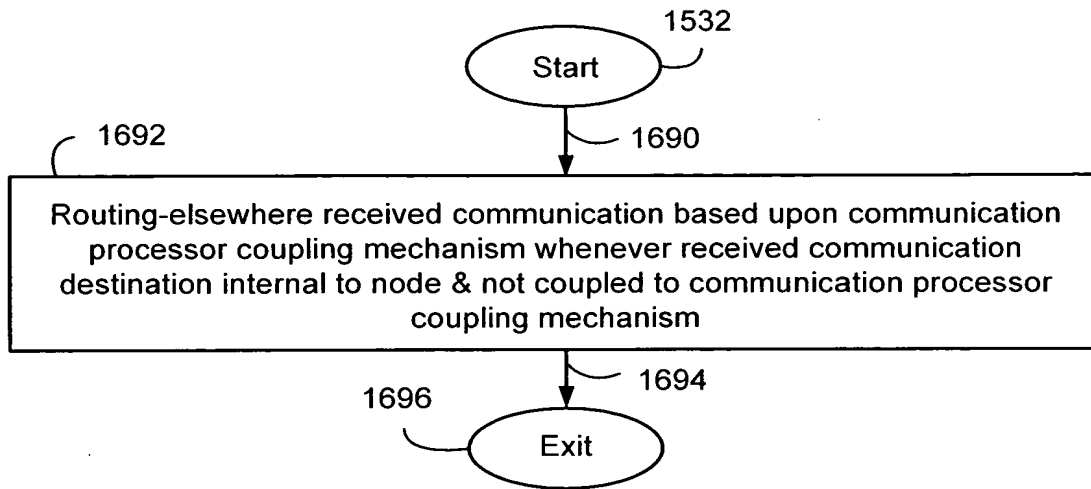 1532
Start
1692
1690
Routing-elsewhere received communication based upon communication
processor coupling mechanism whenever received communication
destination internal to node & not coupled to communication processor
coupling mechanism
1694
1696
Exit